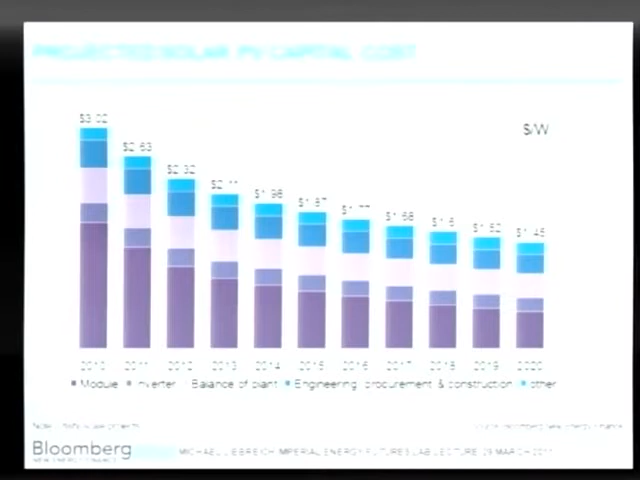 PROJECTED SOLAR PV CAPITAL COST
$/W
$3.02
$2.63
$2.32
$2.11
$1.98
$1.87
$1.77
$1.68
$1.6
$1.52
$1.45
2010 2011 2012 2013 2014 2015 2016 2017 2018 2019 2020
Module Inverter Balance of plant Engineering, procurement & construction other
Bloomberg
NEW ENERGY FINANCE
MICHAEL LIEBREICH IMPERIAL ENERGY FUTURES LAB LECTURE, 29 MARCH 2011